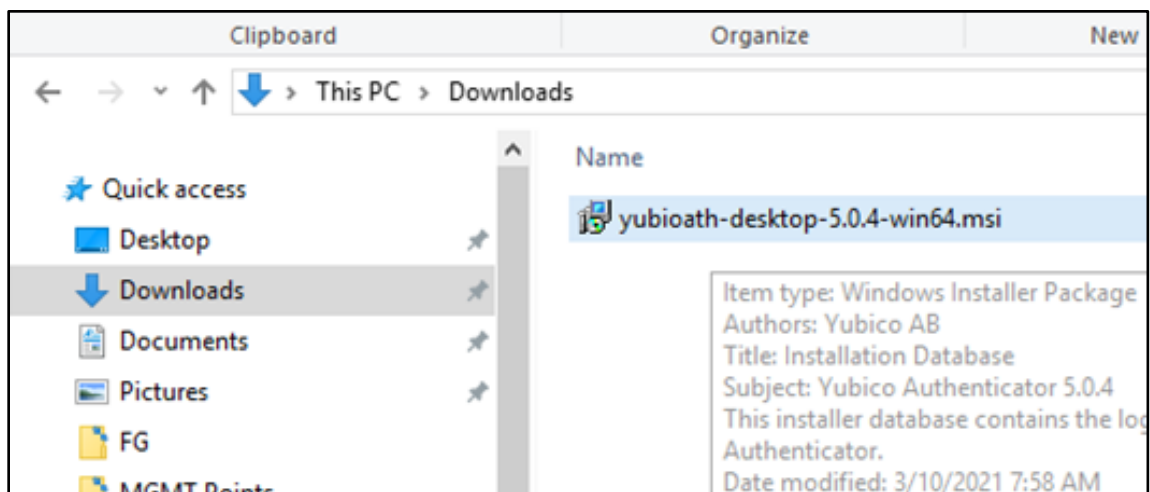 Clipboard Organize New
This PC > Downloads
Name
Quick access
yubioath-desktop-5.0.4-win64.msi
Desktop
Downloads
Documents
Pictures
FG
MGMT Points
Item type: Windows Installer Package
Authors: Yubico AB
Title: Installation Database
Subject: Yubico Authenticator 5.0.4
This installer database contains the log
Authenticator.
Date modified: 3/10/2021 7:58 AM